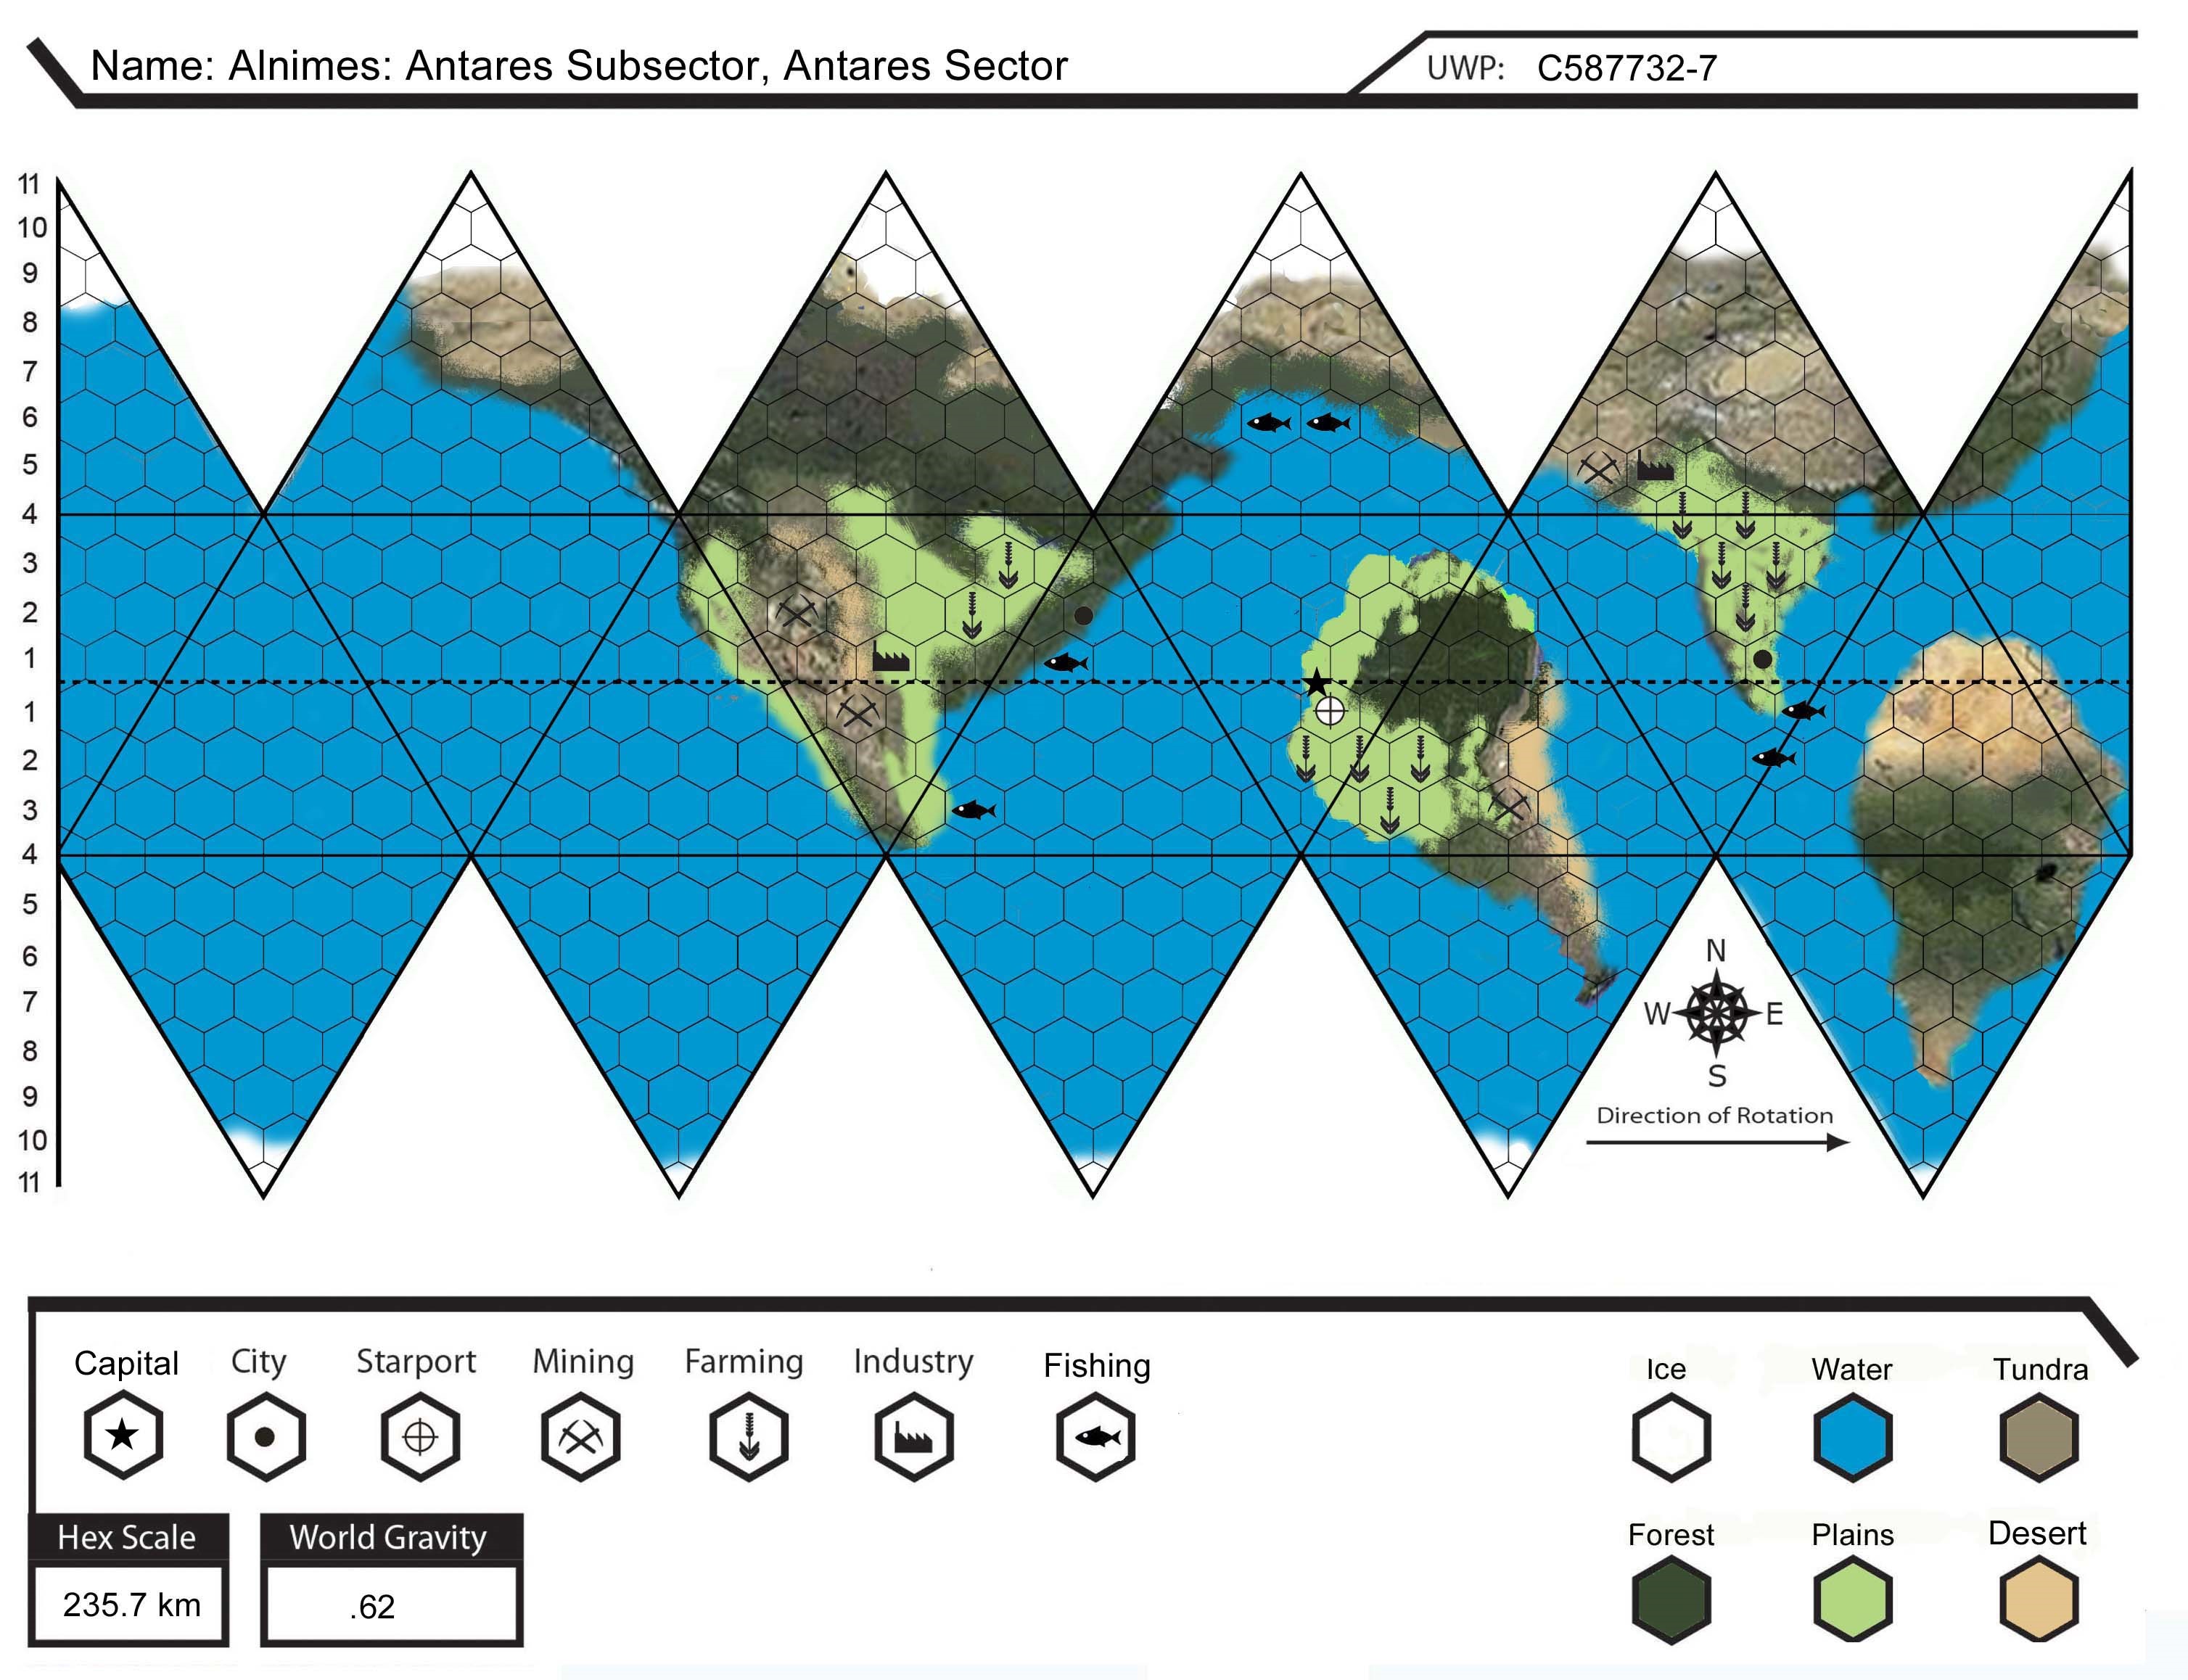 Name: Alnimes: Antares Subsector, Antares Sector
UWP: C587732-7
11
10
9
8
7
6
5
4
3
2
1
1
2
3
4
5
6
7
8
9
10
11
N
W E
S
Direction of Rotation
Capital City Starport Mining Farming Industry Fishing
Ice Water Tundra
Forest Plains Desert
Hex Scale World Gravity
235.7 km .62